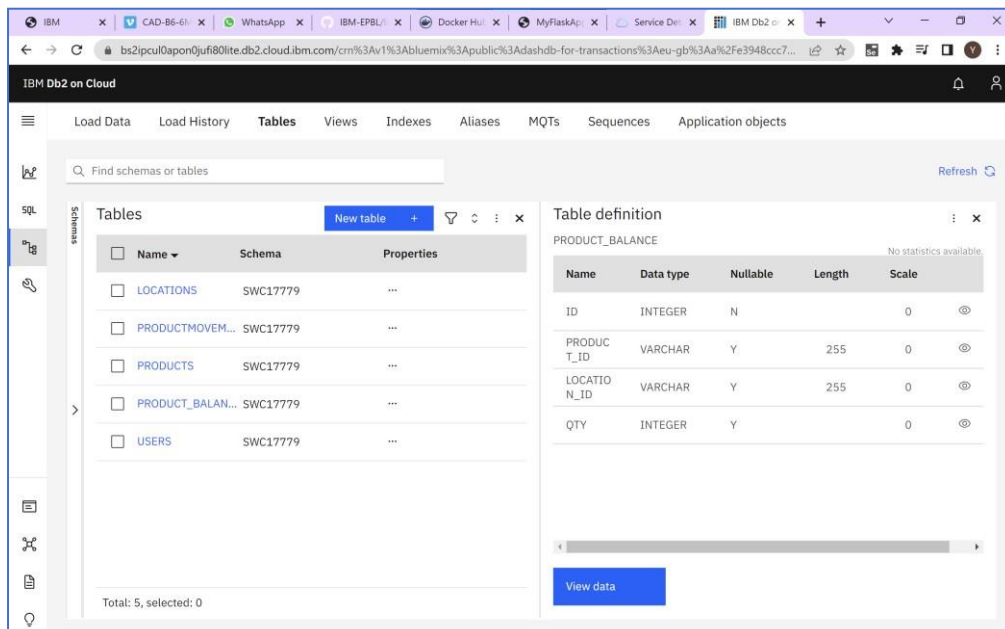 IBM
CAD-B6-6M
WhatsApp
IBM-EPBL/
Docker Hu
MyFlaskAp
Service Det
IBM Db2 o
bs2ipcul0apon0jufi80lite.db2.cloud.ibm.com/crn%3Av1%3Abluemix%3Apublic%3Adashdb-for-transactions%3Aeu-gb%3Aa%2Fe3948ccc7...
Y
IBM Db2 on Cloud
Load Data Load History Tables Views Indexes Aliases MQTs Sequences Application objects
Find schemas or tables
Refresh
SQL
Schemas
Tables
New table +
Name Schema Properties
LOCATIONS SWC17779 ...
PRODUCTMOVEM... SWC17779 ...
PRODUCTS SWC17779 ...
PRODUCT_BALAN... SWC17779 ...
USERS SWC17779 ...
Total: 5, selected: 0
Table definition
PRODUCT_BALANCE
No statistics available.
Name Data type Nullable Length Scale
ID INTEGER N 0
PRODUC
T_ID VARCHAR Y 255 0
LOCATIO
N_ID VARCHAR Y 255 0
QTY INTEGER Y 0
View data